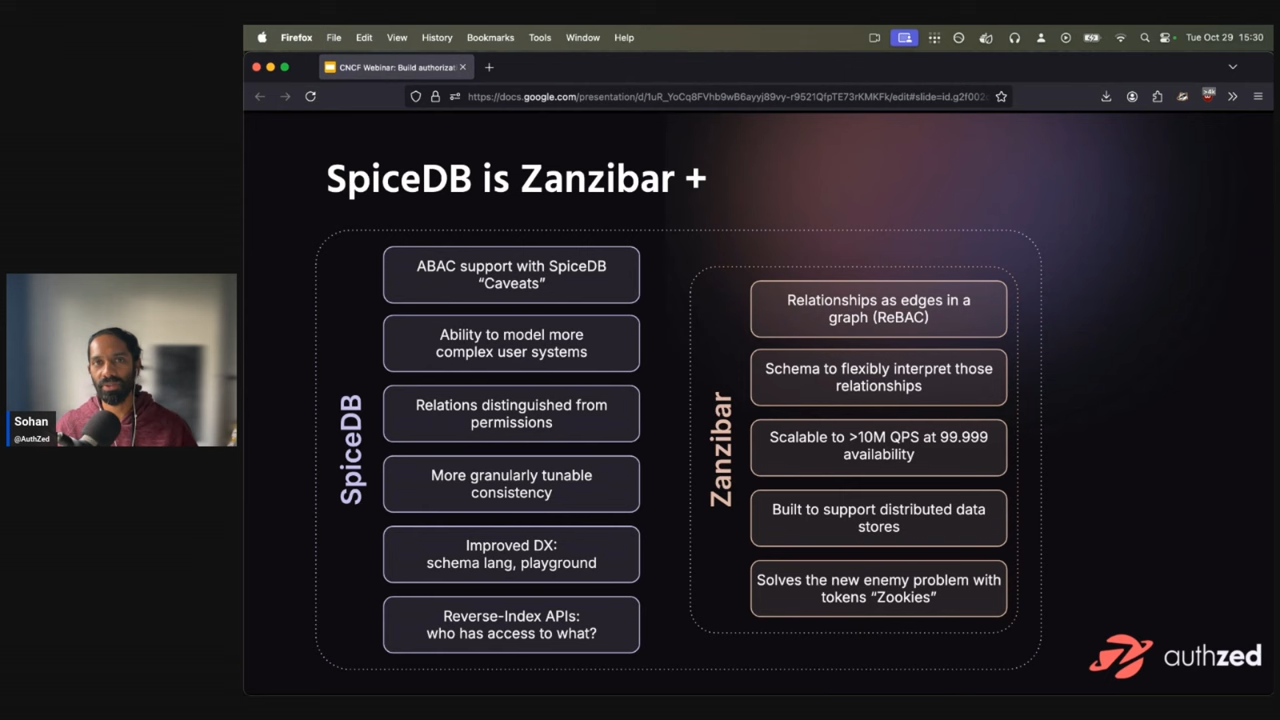 Firefox File Edit View History Bookmarks Tools Window Help
Tue Oct 29 15:30
CNCF Webinar: Build authorizat
SpiceDB is Zanzibar +
SpiceDB
ABAC support with SpiceDB
“Caveats”
Ability to model more
complex user systems
Relations distinguished from
permissions
More granularly tunable
consistency
Improved DX:
schema lang, playground
Reverse-Index APIs:
who has access to what?
Zanzibar
Relationships as edges in a
graph (ReBAC)
Schema to flexibly interpret those
relationships
Scalable to >10M QPS at 99.999
availability
Built to support distributed data
stores
Solves the new enemy problem with
tokens “Zookies”
Sohan
@AuthZed
authzed